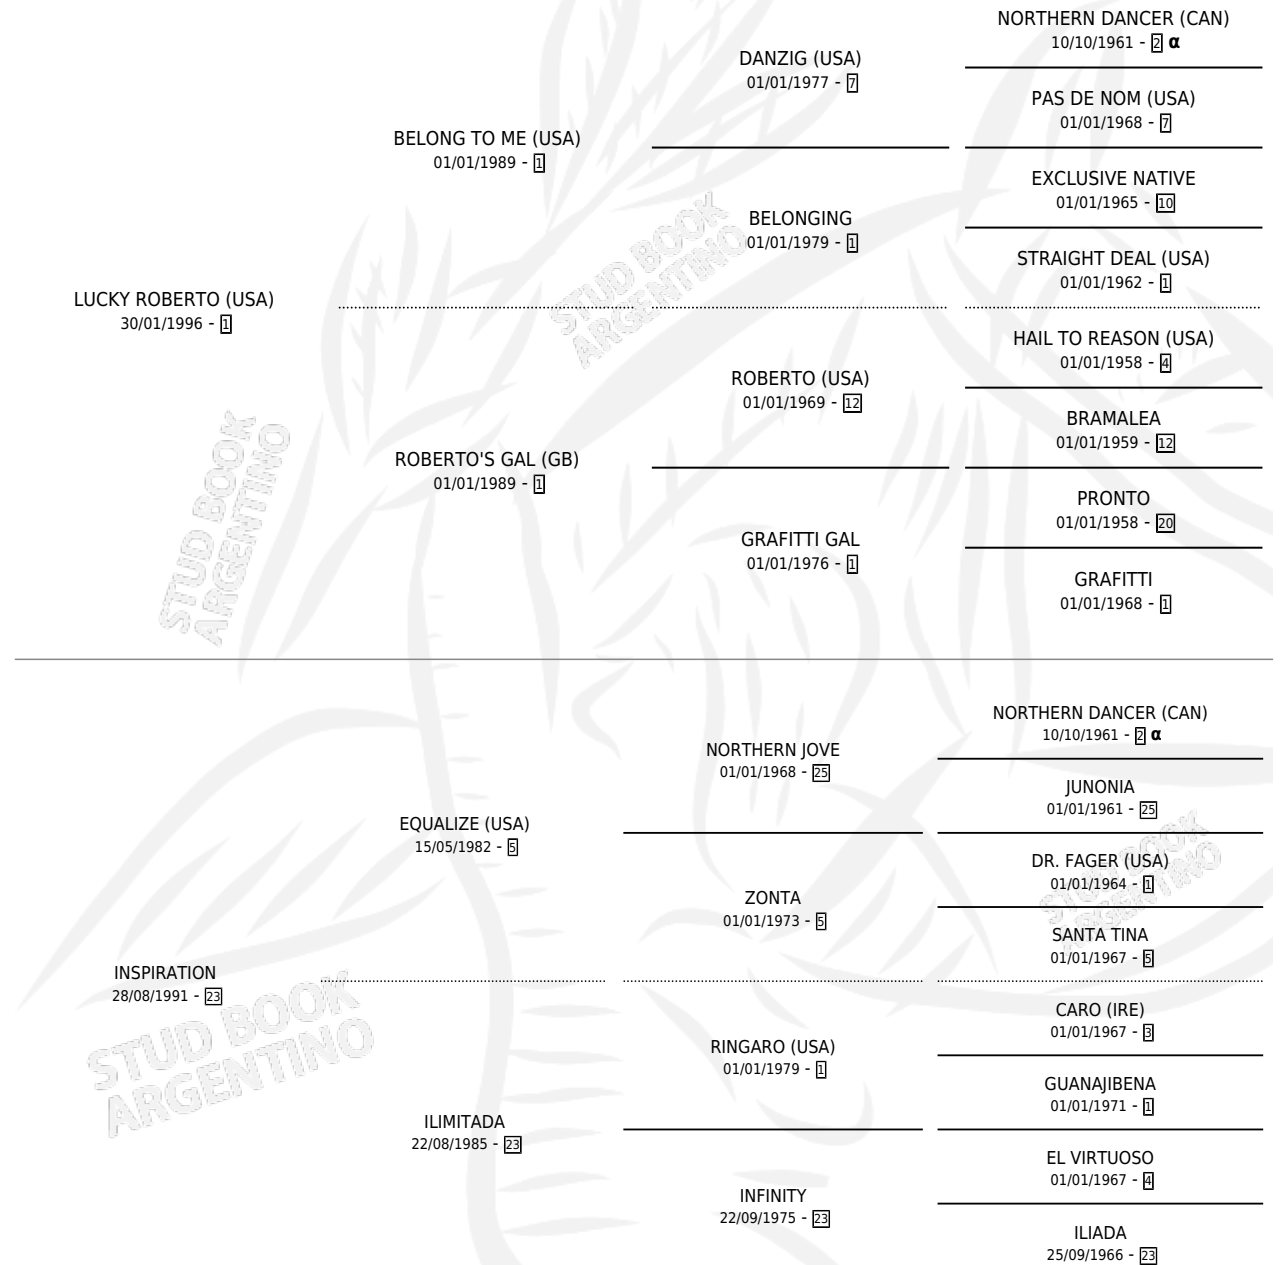 NORTHERN DANCER (CAN)
10/10/1961 - 2 α
DANZIG (USA)
01/01/1977 - 7
PAS DE NOM (USA)
01/01/1968 - 7
BELONG TO ME (USA)
01/01/1989 - 1
EXCLUSIVE NATIVE
01/01/1965 - 10
BELONGING
01/01/1979 - 1
STRAIGHT DEAL (USA)
01/01/1962 - 1
LUCKY ROBERTO (USA)
30/01/1996 - 1
HAIL TO REASON (USA)
01/01/1958 - 4
ROBERTO (USA)
01/01/1969 - 12
BRAMALEA
01/01/1959 - 12
ROBERTO'S GAL (GB)
01/01/1989 - 1
PRONTO
01/01/1958 - 20
GRAFITTI GAL
01/01/1976 - 1
GRAFITTI
01/01/1968 - 1
NORTHERN DANCER (CAN)
10/10/1961 - 2 α
NORTHERN JOVE
01/01/1968 - 25
JUNONIA
01/01/1961 - 25
EQUALIZE (USA)
15/05/1982 - 5
DR. FAGER (USA)
01/01/1964 - 1
ZONTA
01/01/1973 - 5
SANTA TINA
01/01/1967 - 5
INSPIRATION
28/08/1991 - 23
CARO (IRE)
01/01/1967 - 3
RINGARO (USA)
01/01/1979 - 1
GUANAJIBENA
01/01/1971 - 1
ILIMITADA
22/08/1985 - 23
EL VIRTUOSO
01/01/1967 - 4
INFINITY
22/09/1975 - 23
ILIADA
25/09/1966 - 23
STUD BOOK
ARGENTINO
STUD BOOK
ARGENTINO
STUD BOOK
ARGENTINO
STUD BOOK
ARGENTINO